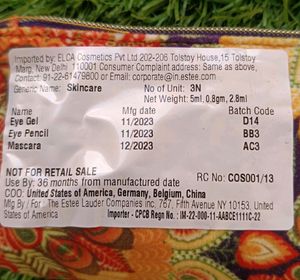 Imported by: ELCA Cosmetics Pvt Ltd 202-206 Tolstoy House,15 Tolstoy
Marg, New Delhi 110001 Consumer Complaint address: Same as above,
Contact: 91-22-61479800 Email: corporate@in.estee.com
Generic Name: Skincare No of Units: 3N
Net Weight: 5ml,0.8gm, 2.8ml
Name Mfg date Batch Code
Eye Gel 11/2023 D14
Eye Pencil 11/2023 BB3
Mascara 12/2023 AC3
NOT FOR RETAIL SALE RC No: COS001/13
Use By: 36 months from manufactured date
United States of America, Germany, Belgium, China
Mfg By / For : The Estee Lauder Companies Inc. 767, Fifth Avenue NY 10153, United
States of America Importer - CPCB Regn No. : IM-22-000-11-AABCE1111C-22